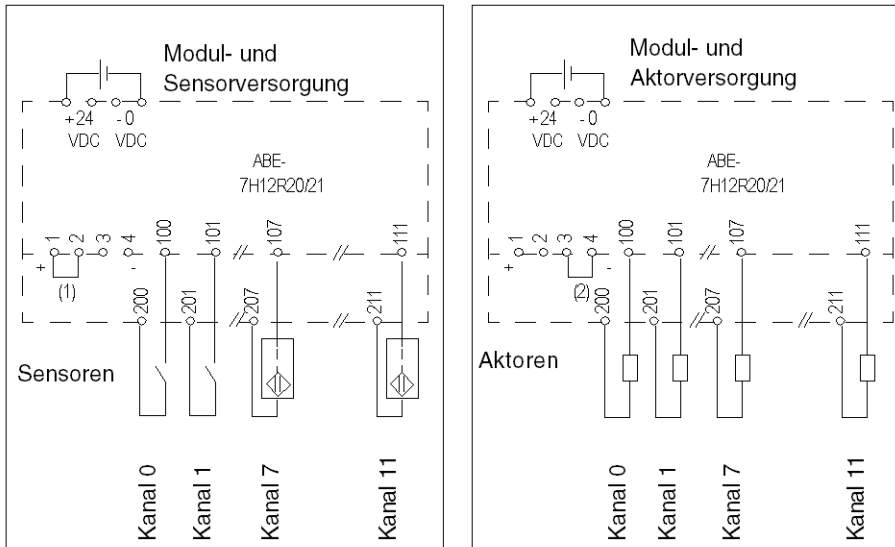 Modul- und
Sensorversorgung
+24 -0
VDC VDC
ABE-
7H12R20/21
1 2 3 4 100 101 107 111
+ -
(1)
200 201 207 211
Sensoren
Kanal 0
Kanal 1
Kanal 7
Kanal 11
Modul- und
Aktorversorgung
+24 -0
VDC VDC
ABE-
7H12R20/21
1 2 3 4 100 101 107 111
+ -
(2)
200 201 207 211
Aktoren
Kanal 0
Kanal 1
Kanal 7
Kanal 11